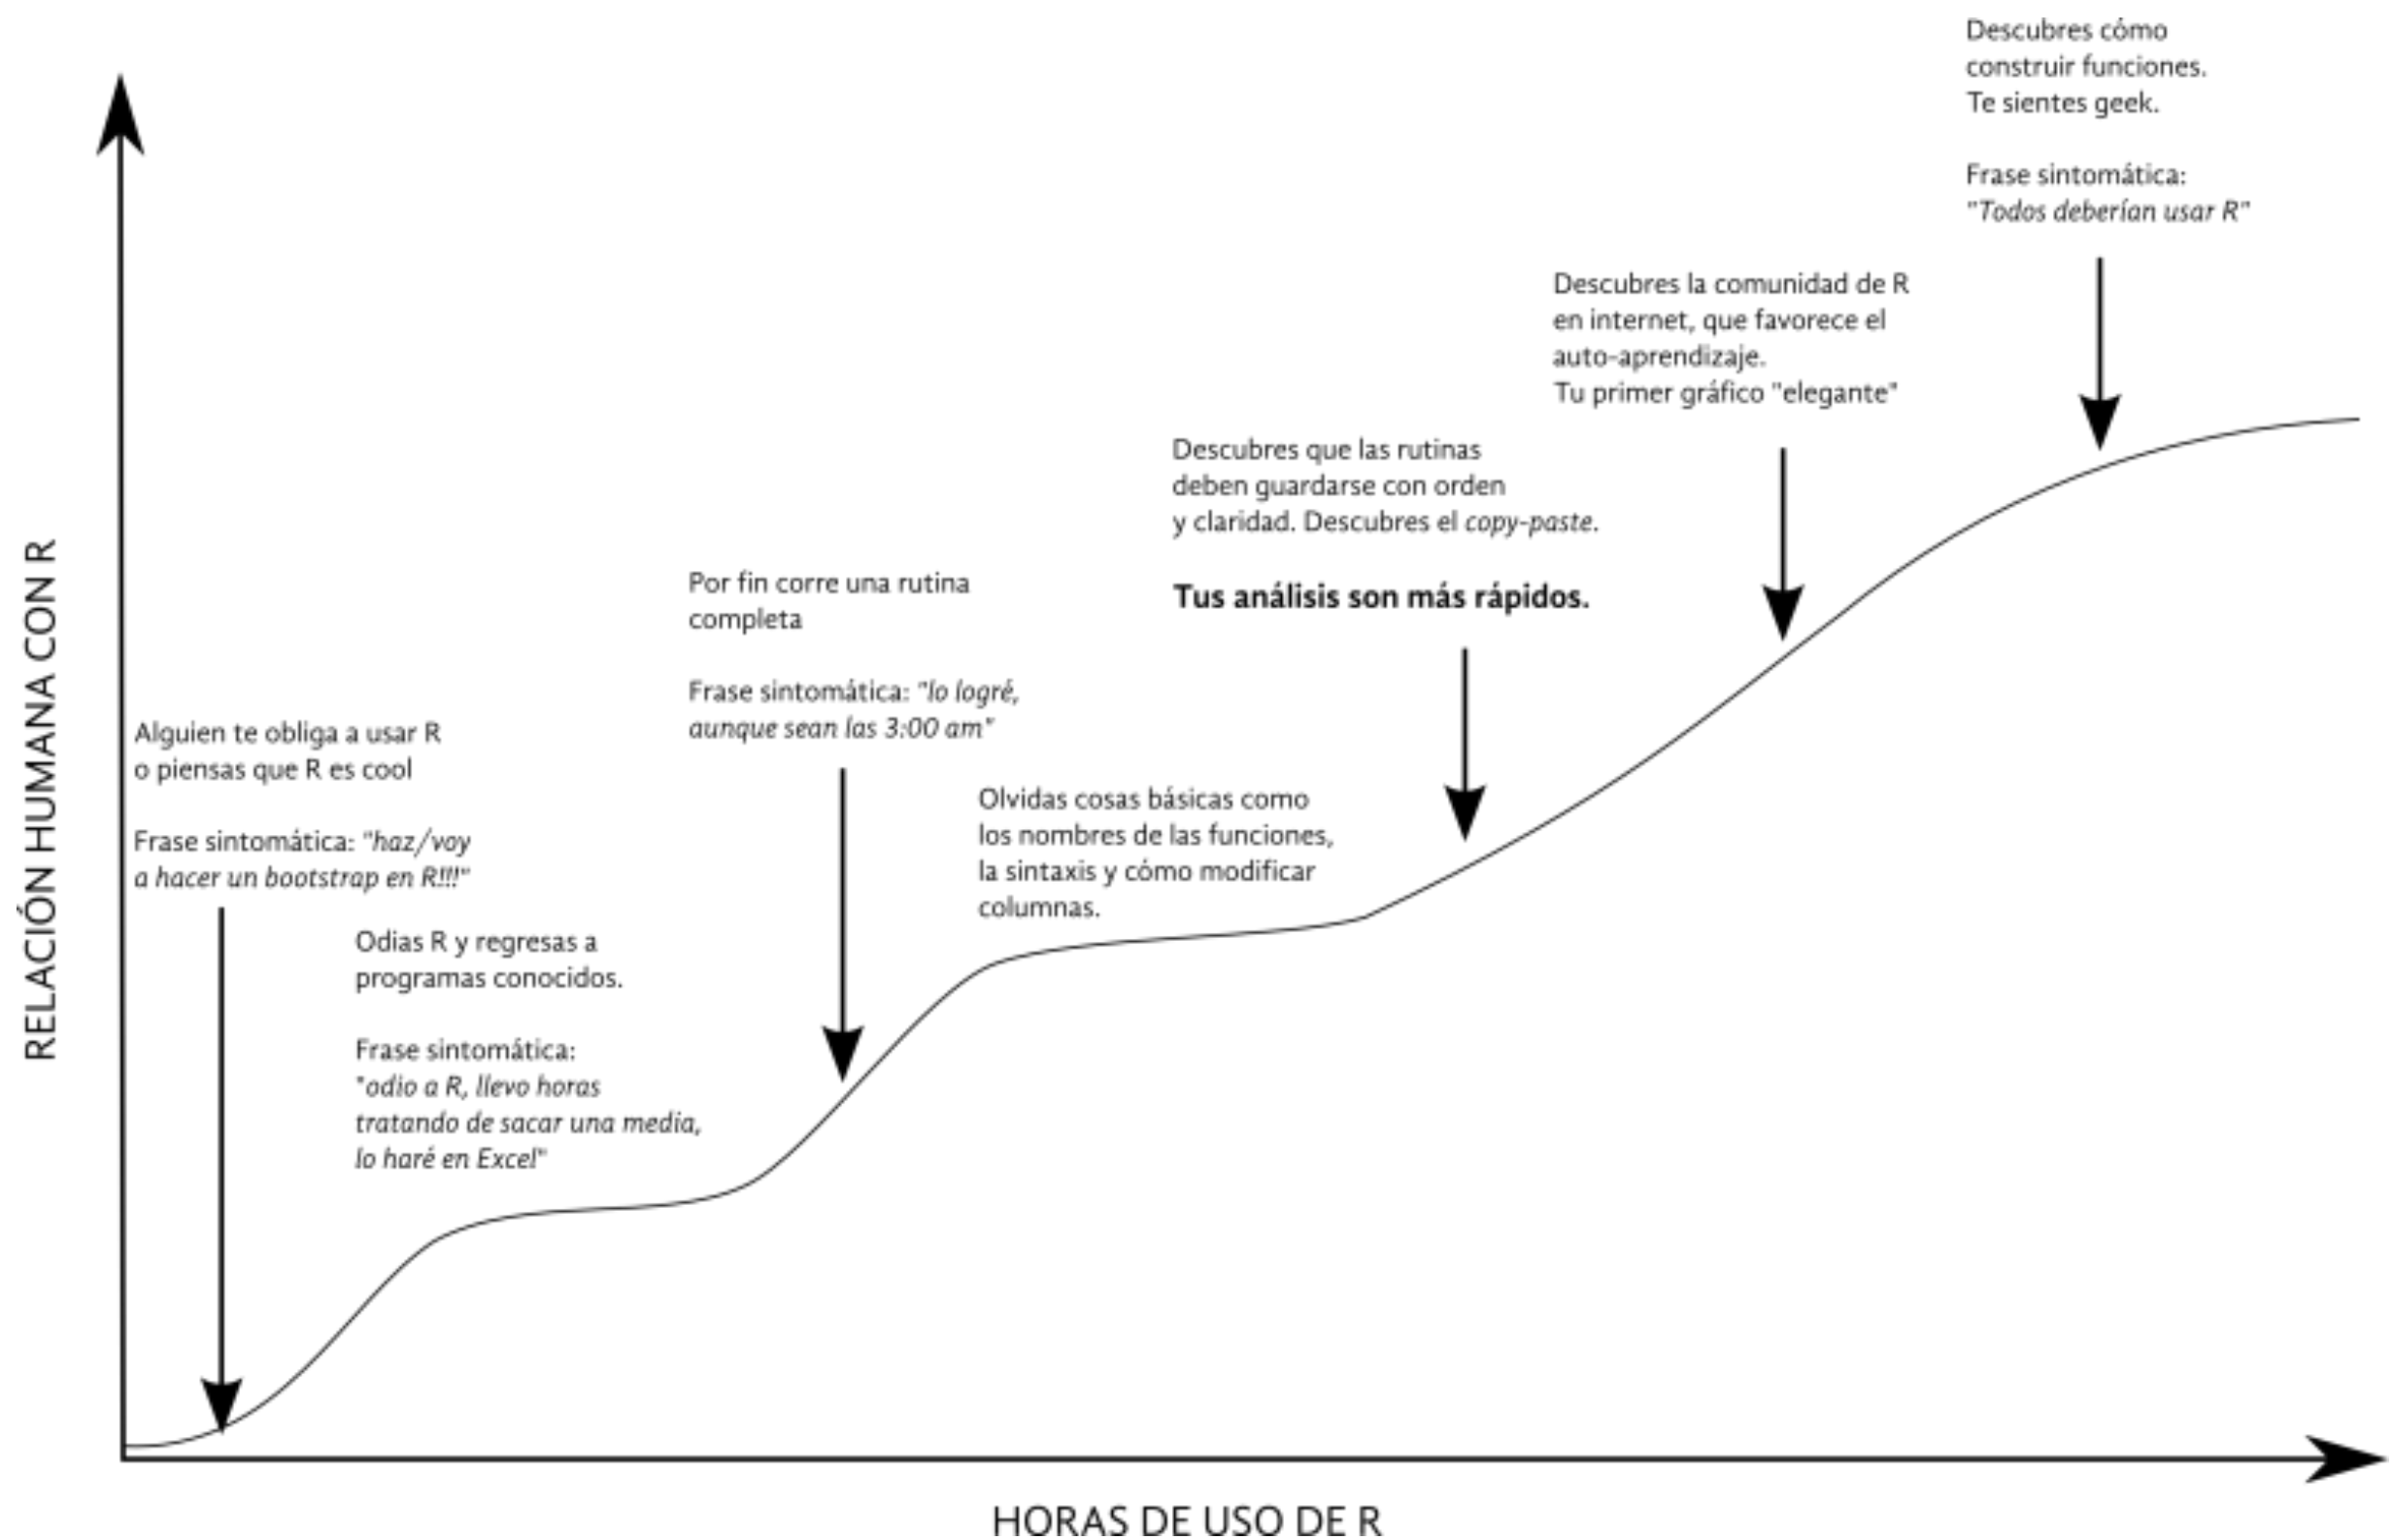 RELACIÓN HUMANA CON R
Alguien te obliga a usar R
o piensas que R es cool
Frase sintomática: "haz/voy
a hacer un bootstrap en R!!!"
Odias R y regresas a
programas conocidos.
Frase sintomática:
"odio a R, llevo horas
tratando de sacar una media,
lo haré en Excel"
Por fin corre una rutina
completa
Frase sintomática: "lo logré,
aunque sean las 3:00 am"
Olvidas cosas básicas como
los nombres de las funciones,
la sintaxis y cómo modificar
columnas.
Descubres que las rutinas
deben guardarse con orden
y claridad. Descubres el copy-paste.
Tus análisis son más rápidos.
Descubres la comunidad de R
en internet, que favorece el
auto-aprendizaje.
Tu primer gráfico "elegante"
Descubres cómo
construir funciones.
Te sientes geek.
Frase sintomática:
"Todos deberían usar R"
HORAS DE USO DE R